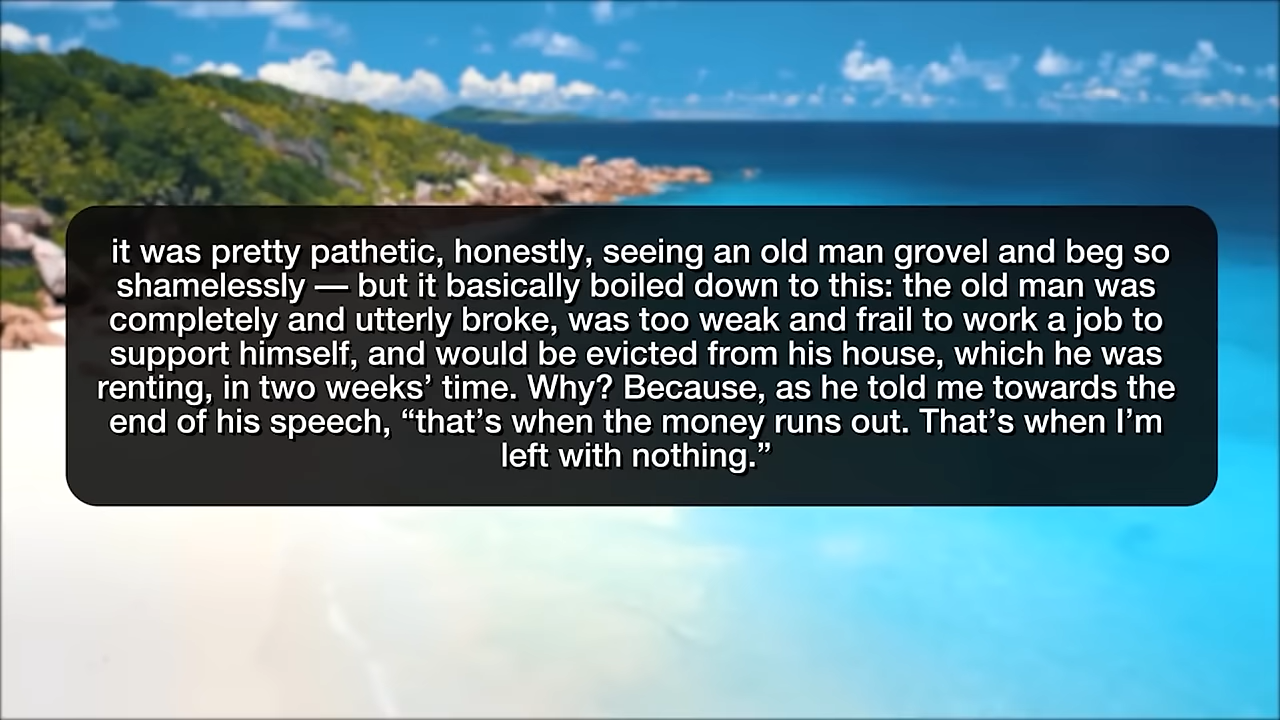 it was pretty pathetic, honestly, seeing an old man grovel and beg so
shamelessly — but it basically boiled down to this: the old man was
completely and utterly broke, was too weak and frail to work a job to
support himself, and would be evicted from his house, which he was
renting, in two weeks’ time. Why? Because, as he told me towards the
end of his speech, “that’s when the money runs out. That’s when I’m
left with nothing.”